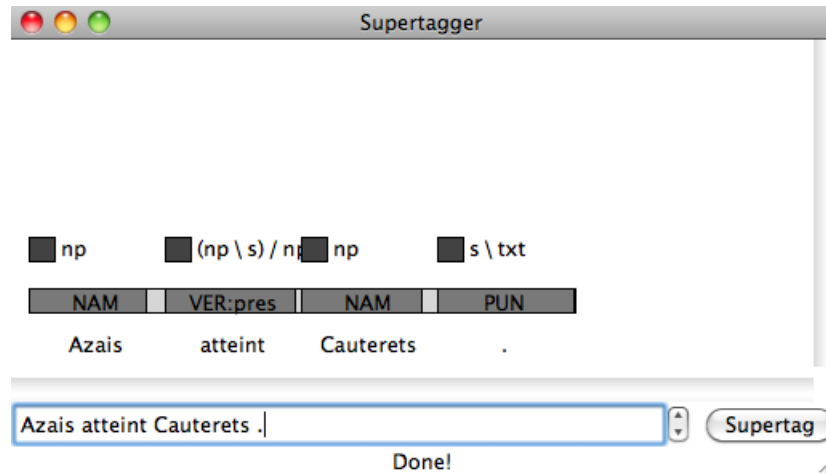 Supertagger
np (np \ s) / np np s \ txt
NAM VER:pres NAM PUN
Azais atteint Cauterets .
Azais atteint Cauterets .
Supertag
Done!